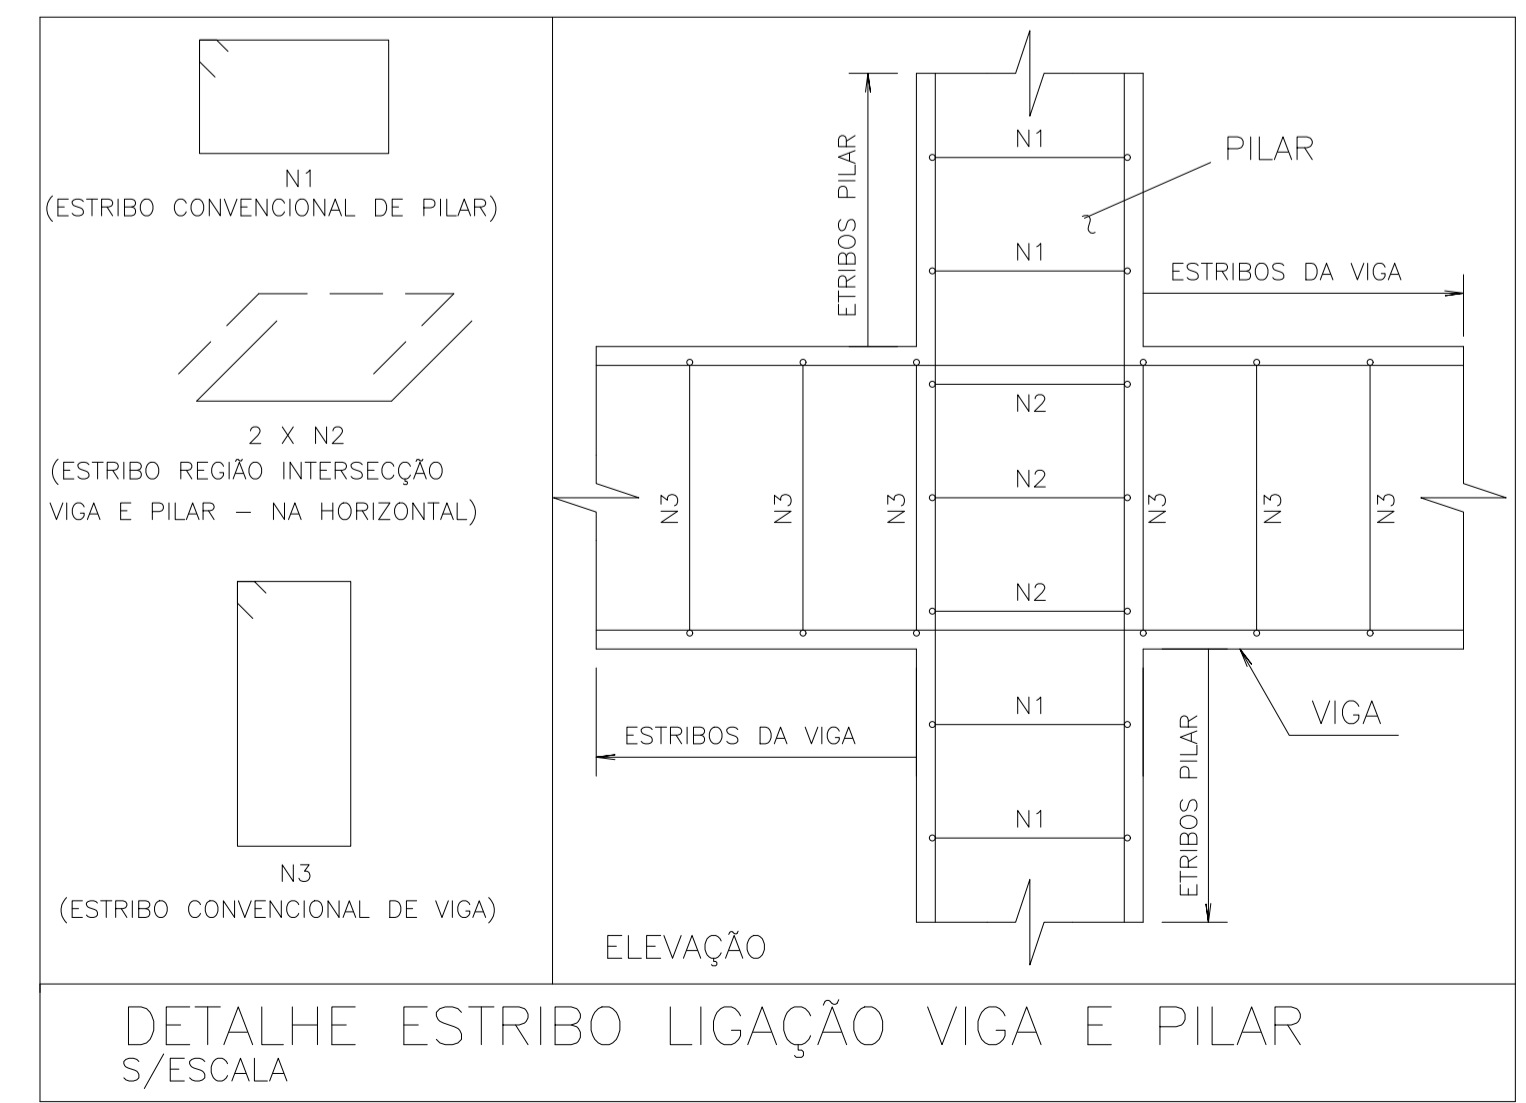 N1
(ESTRIBO CONVENCIONAL DE PILAR)
2 X N2
(ESTRIBO REGIÃO INTERSECÇÃO
VIGA E PILAR – NA HORIZONTAL)
N3
(ESTRIBO CONVENCIONAL DE VIGA)
ETRIBOS PILAR
N1
PILAR
N1
ESTRIBOS DA VIGA
N2
N3
N3
N3
N2
N3
N3
N3
N2
N1
ESTRIBOS DA VIGA
VIGA
ETRIBOS PILAR
N1
ELEVAÇÃO
DETALHE ESTRIBO LIGAÇÃO VIGA E PILAR
S/ESCALA